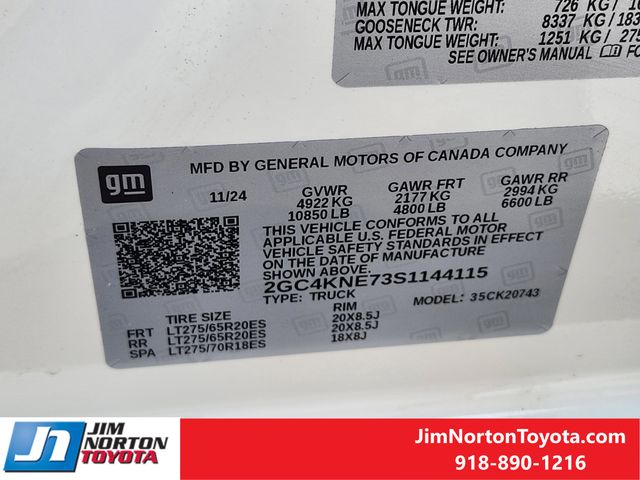 MAX TONGUE WEIGHT: 726 KG /
GOOSENECK TWR: 8337 KG /
MAX TONGUE WEIGHT: 1251 KG /
SEE OWNER'S MANUAL
gm
MFD BY GENERAL MOTORS OF CANADA COMPANY
11/24 GVWR GAWR FRT GAWR RR
4922 KG 2177 KG 2994 KG
10850 LB 4800 LB 6600 LB
THIS VEHICLE CONFORMS TO ALL
APPLICABLE U.S. FEDERAL MOTOR
VEHICLE SAFETY STANDARDS IN EFFECT
ON THE DATE OF MANUFACTURE
SHOWN ABOVE.
2GC4KNE73S1144115
TYPE: TRUCK MODEL: 35CK20743
TIRE SIZE RIM
FRT LT275/65R20ES 20X8.5J
RR LT275/65R20ES 20X8.5J
SPA LT275/70R18ES 18X8J
JN JIM NORTON TOYOTA
JimNortonToyota.com
918-890-1216